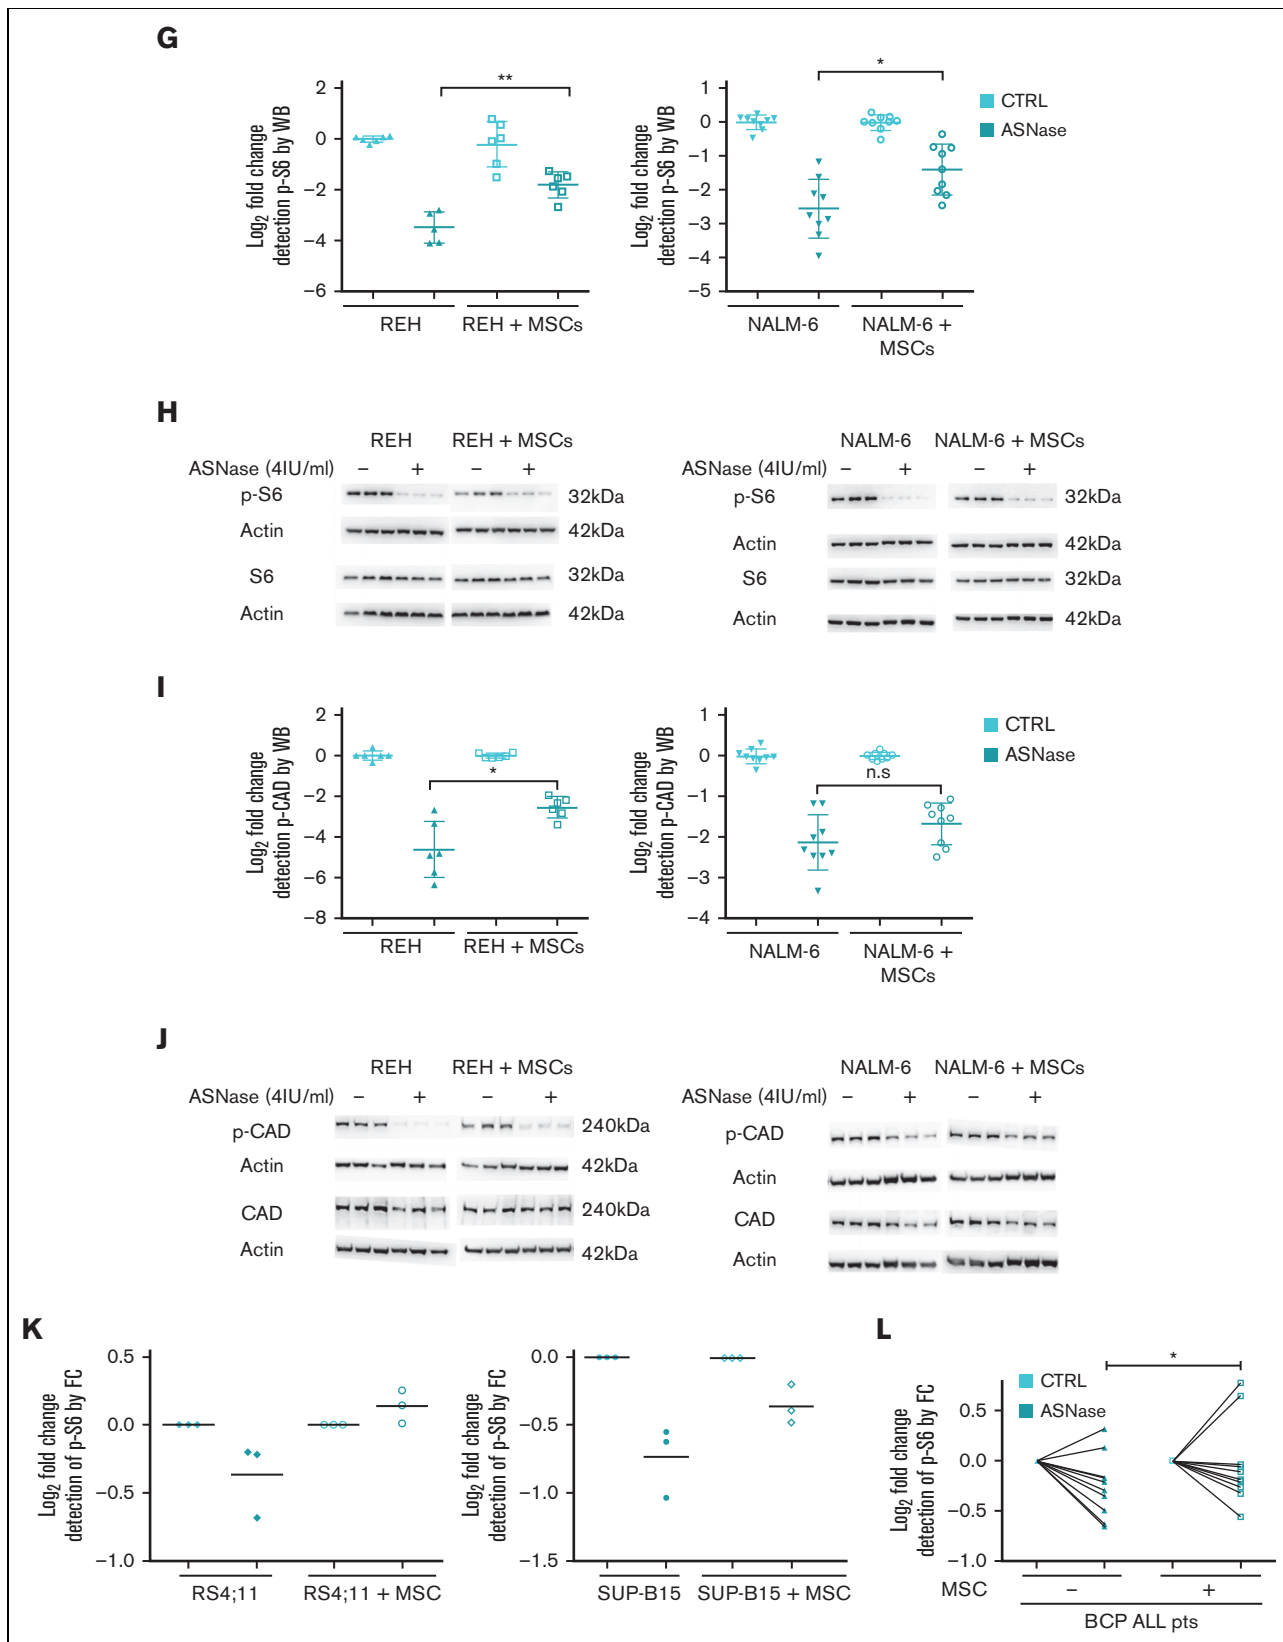 G
Log2 fold change
detection p-S6 by WB
2
0
−2
−4
−6
**
REH
REH + MSCs
Log2 fold change
detection p-S6 by WB
1
0
−1
−2
−3
−4
−5
*
NALM-6
NALM-6 +
MSCs
CTRL
ASNase
H
REH
REH + MSCs
ASNase (4IU/ml)
−
+
−
+
p-S6
32kDa
Actin
42kDa
S6
32kDa
Actin
42kDa
NALM-6
NALM-6 + MSCs
ASNase (4IU/ml)
−
+
−
+
p-S6
32kDa
Actin
42kDa
S6
32kDa
Actin
42kDa
I
Log2 fold change
detection p-CAD by WB
2
0
−2
−4
−6
−8
*
REH
REH + MSCs
Log2 fold change
detection p-CAD by WB
1
0
−1
−2
−3
−4
n.s
NALM-6
NALM-6 +
MSCs
CTRL
ASNase
J
REH
REH + MSCs
ASNase (4IU/ml)
−
+
−
+
p-CAD
240kDa
Actin
42kDa
CAD
240kDa
Actin
42kDa
NALM-6
NALM-6 + MSCs
ASNase (4IU/ml)
−
+
−
+
p-CAD
Actin
CAD
Actin
K
Log2 fold change
detection of p-S6 by FC
0.5
0.0
−0.5
−1.0
RS4;11
RS4;11 + MSC
Log2 fold change
detection of p-S6 by FC
0.0
−0.5
−1.0
−1.5
SUP-B15
SUP-B15 + MSC
L
Log2 fold change
detection of p-S6 by FC
CTRL
ASNase
*
0.5
0.0
−0.5
−1.0
MSC
−
+
BCP ALL pts